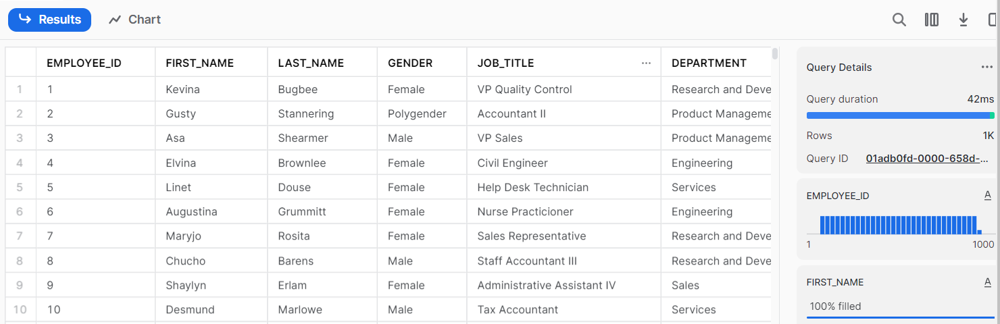 Results Chart
EMPLOYEE_ID FIRST_NAME LAST_NAME GENDER JOB_TITLE ··· DEPARTMENT
1 1 Kevina Bugbee Female VP Quality Control Research and Deve
2 2 Gusty Stannering Polygender Accountant II Product Manageme
3 3 Asa Shearmer Male VP Sales Product Manageme
4 4 Elvina Brownlee Female Civil Engineer Engineering
5 5 Linet Douse Female Help Desk Technician Services
6 6 Augustina Grummitt Female Nurse Practicioner Engineering
7 7 Maryjo Rosita Female Sales Representative Research and Deve
8 8 Chucho Barens Male Staff Accountant III Research and Deve
9 9 Shaylyn Erlam Female Administrative Assistant IV Sales
10 10 Desmund Marlowe Male Tax Accountant Services
Query Details ···
Query duration 42ms
Rows 1K
Query ID 01adb0fd-0000-658d-...
EMPLOYEE_ID A
1 1000
FIRST_NAME A
100% filled